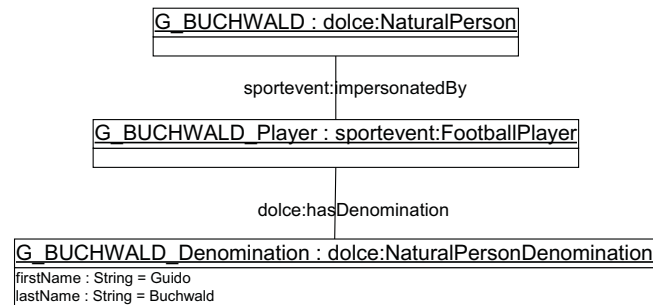 G_BUCHWALD : dolce:NaturalPerson
sportevent:impersonatedBy
G_BUCHWALD_Player : sportevent:FootballPlayer
dolce:hasDenomination
G_BUCHWALD_Denomination : dolce:NaturalPersonDenomination
firstName : String = Guido
lastName : String = Buchwald